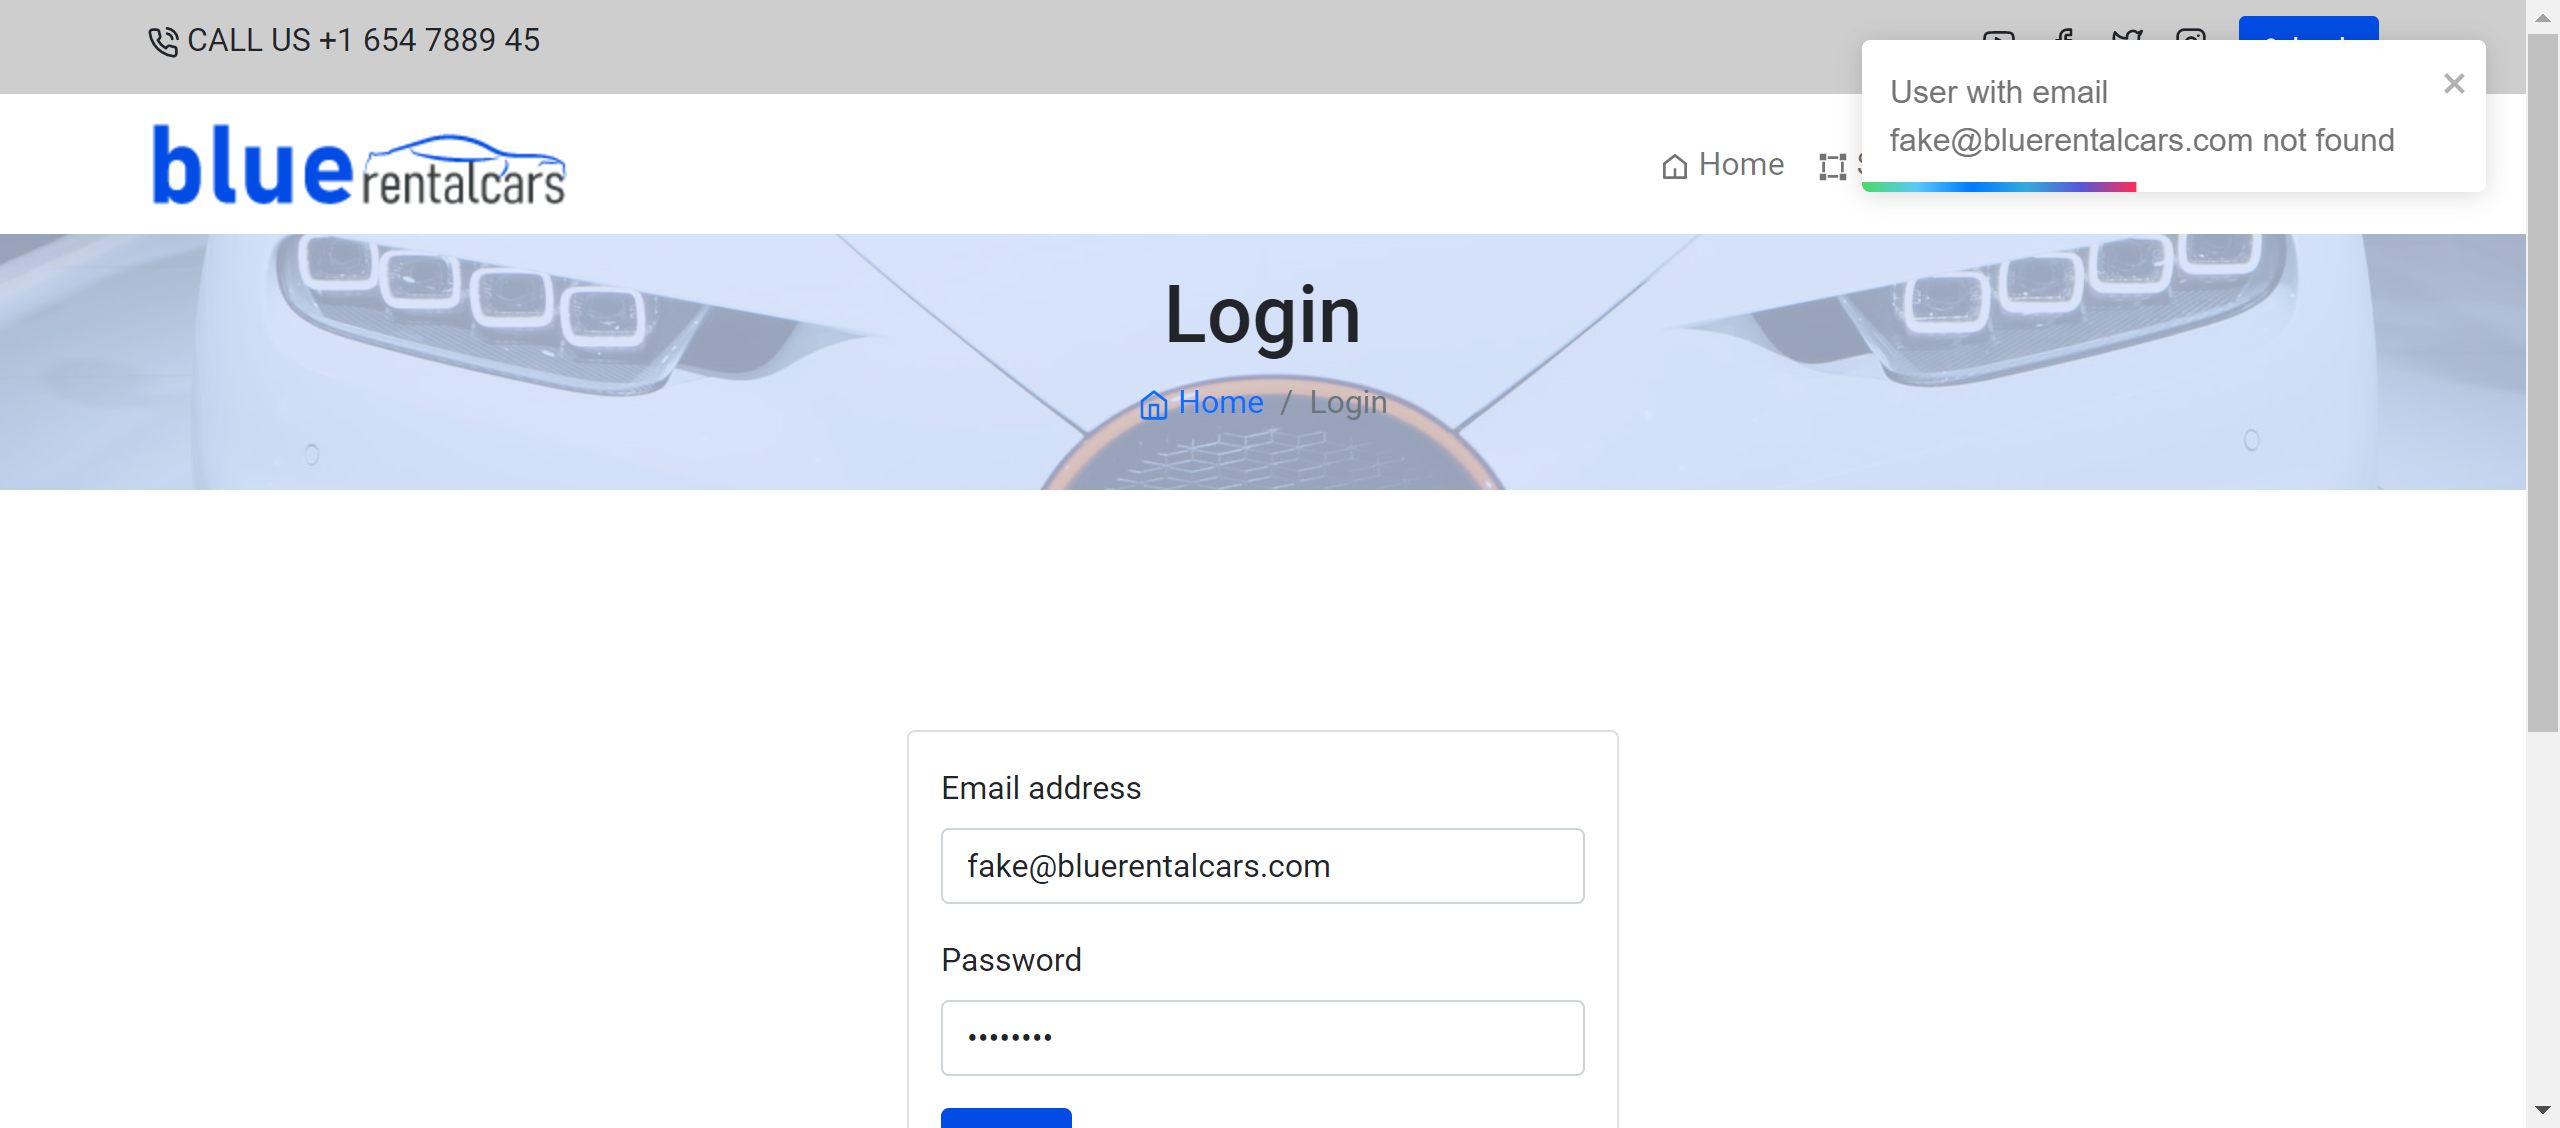 CALL US +1 654 7889 45
User with email
fake@bluerentalcars.com not found
blue rentalcars
Home
Login
Home / Login
Email address
fake@bluerentalcars.com
Password
••••••••